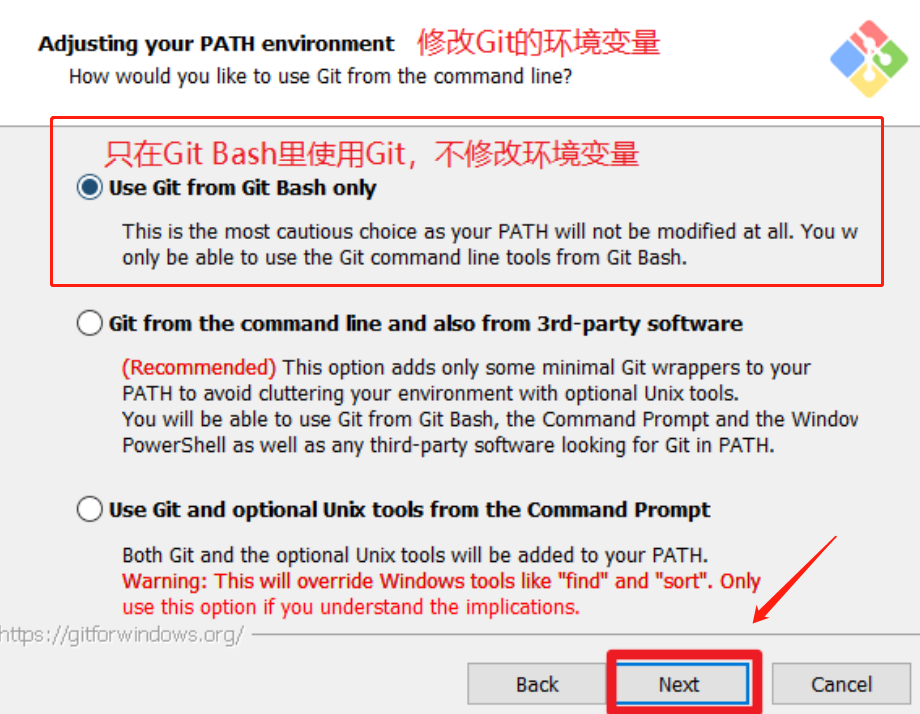 Adjusting your PATH environment 修改Git的环境变量
How would you like to use Git from the command line?
只在Git Bash里使用Git，不修改环境变量
Use Git from Git Bash only
This is the most cautious choice as your PATH will not be modified at all. You w
only be able to use the Git command line tools from Git Bash.
Git from the command line and also from 3rd-party software
(Recommended) This option adds only some minimal Git wrappers to your
PATH to avoid cluttering your environment with optional Unix tools.
You will be able to use Git from Git Bash, the Command Prompt and the Window
PowerShell as well as any third-party software looking for Git in PATH.
Use Git and optional Unix tools from the Command Prompt
Both Git and the optional Unix tools will be added to your PATH.
Warning: This will override Windows tools like "find" and "sort". Only
use this option if you understand the implications.
https://gitforwindows.org/
Back Next Cancel